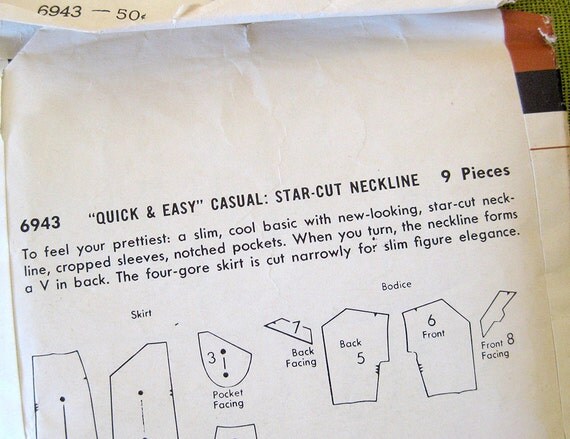 6943 — 50¢
6943 "QUICK & EASY" CASUAL: STAR-CUT NECKLINE 9 Pieces
To feel your prettiest: a slim, cool basic with new-looking, star-cut neck-
line, cropped sleeves, notched pockets. When you turn, the neckline forms
a V in back. The four-gore skirt is cut narrowly for slim figure elegance.
Skirt
Bodice
3
Pocket
Facing
7
Back
Facing
Back
5
6
Front
Front 8
Facing